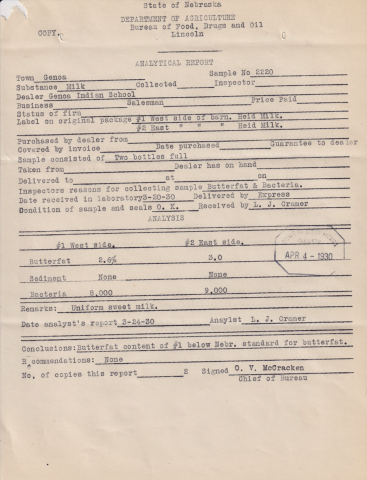 State of Nebraska
DEPARTMENT OF AGRICULTURE
Bureau of Food, Drugs and Oil
COPY. Lincoln
ANALYTICAL REPORT
Town Genoa Sample No 2220
Substance Milk Collected Inspector
Dealer Genoa Indian School
Business Salesman Price Paid
Status of firm
Label on original package #1 West side of barn. Heid Milk.
#2 East " " " Heid Milk.
Purchased by dealer from
Covered by invoice Date purchased Guarantee to dealer
Sample consisted of Two bottles full
Taken from Dealer has on hand
Delivered to at on
Inspectors reasons for collecting sample Butterfat & Bacteria.
Date received in laboratory 3-20-30 Delivered by Express
Condition of sample and seals O. K. Received by L. J. Cramer
ANALYSIS
#1 West side. #2 East side.
Butterfat 2.6% 3.0
APR 4 - 1930
Sediment None None
Bacteria 8,000 9,000
Remarks: Uniform sweet milk.
Date analyst's report 3-24-30 Anaylst L. J. Cramer
Conclusions: Butterfat content of #1 below Nebr. standard for butterfat.
Recommendations: None
No. of copies this report 2 Signed O. V. McCracken
Chief of Bureau